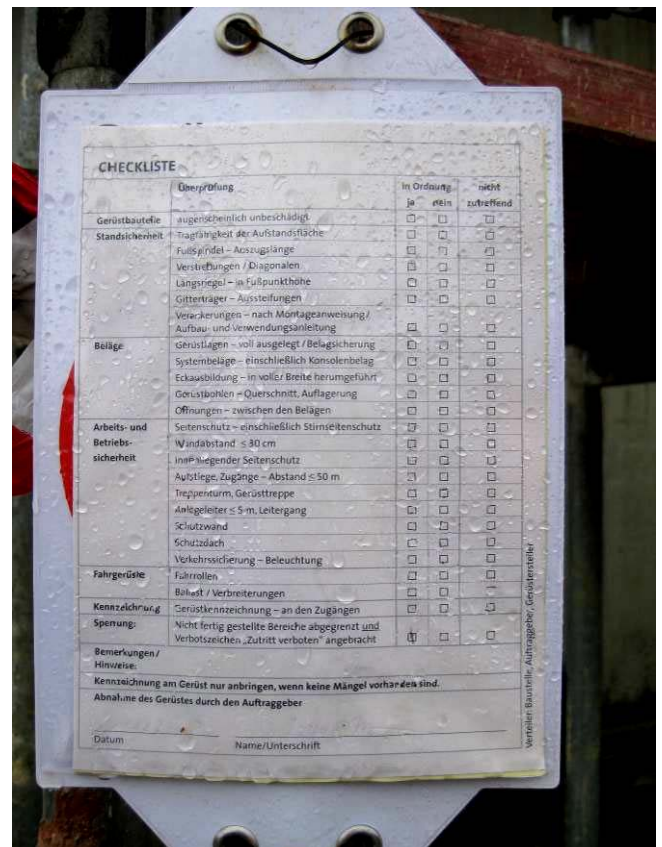 CHECKLISTE
Überprüfung in Ordnung nicht
ja nein zutreffend
Gerüstbauteile augenscheinlich unbeschädigt
Standsicherheit Tragfähigkeit der Aufstandsfläche
Fußspindel – Auszugslänge
Verstrebungen / Diagonalen
Längsriegel – in Fußpunkthöhe
Gitterträger – Aussteifungen
Verankerungen – nach Montageanweisung /
Aufbau- und Verwendungsanleitung
Beläge Gerüstlagen – voll ausgelegt / Belagsicherung
Systembeläge – einschließlich Konsolenbelag
Eckausbildung – in voller Breite herumgeführt
Gerüstbohlen – Querschnitt, Auflagerung
Öffnungen – zwischen den Belägen
Arbeits- und Seitenschutz – einschließlich Stirnseitenschutz
Betriebs- Wandabstand ≤ 30 cm
sicherheit innenliegender Seitenschutz
Aufstiege, Zugänge – Abstand ≤ 50 m
Treppenturm, Gerüsttreppe
Anlegeleiter ≤ 5 m, Leitergang
Schutzwand
Schutzdach
Verkehrssicherung – Beleuchtung
Fahrgerüste Fahrrollen
Ballast / Verbreiterungen
Kennzeichnung Gerüstkennzeichnung – an den Zugängen
Sperrung: Nicht fertig gestellte Bereiche abgegrenzt und
Verbotszeichen „Zutritt verboten" angebracht
Bemerkungen /
Hinweise:
Kennzeichnung am Gerüst nur anbringen, wenn keine Mängel vorhanden sind.
Abnahme des Gerüstes durch den Auftraggeber
Datum Name/Unterschrift
Verteiler: Baustelle, Auftraggeber, Gerüstersteller